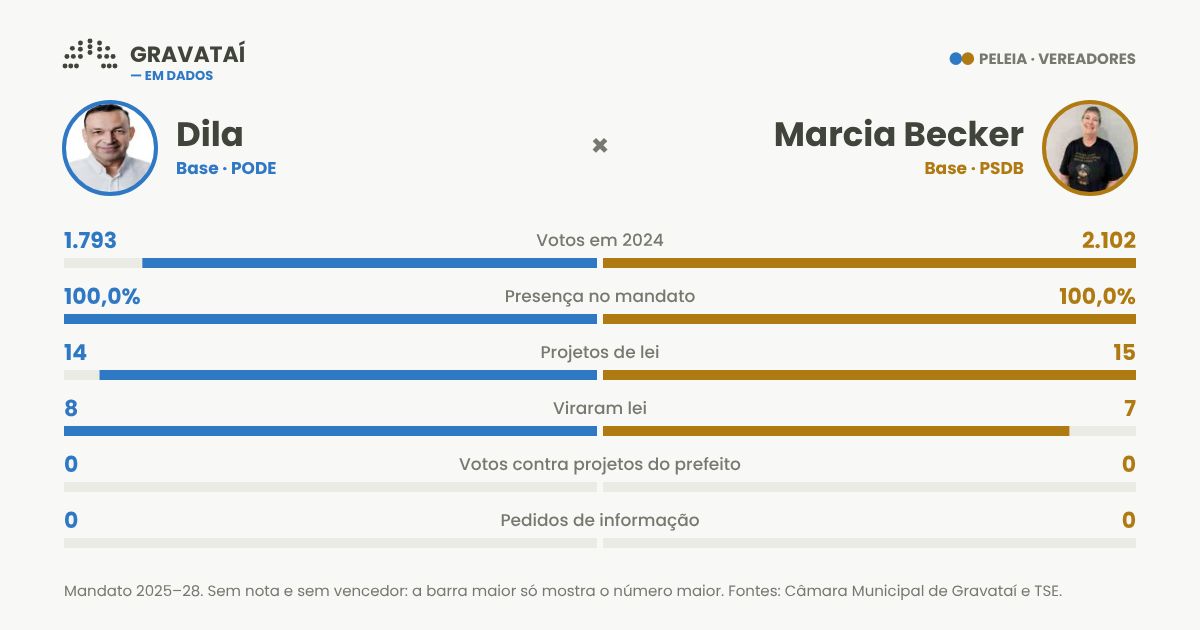 GRAVATAÍ
— EM DADOS
PELEIA · VEREADORES
Dila
Base · PODE
×
Marcia Becker
Base · PSDB
1.793 Votos em 2024 2.102
100,0% Presença no mandato 100,0%
14 Projetos de lei 15
8 Viraram lei 7
0 Votos contra projetos do prefeito 0
0 Pedidos de informação 0
Mandato 2025–28. Sem nota e sem vencedor: a barra maior só mostra o número maior. Fontes: Câmara Municipal de Gravataí e TSE.